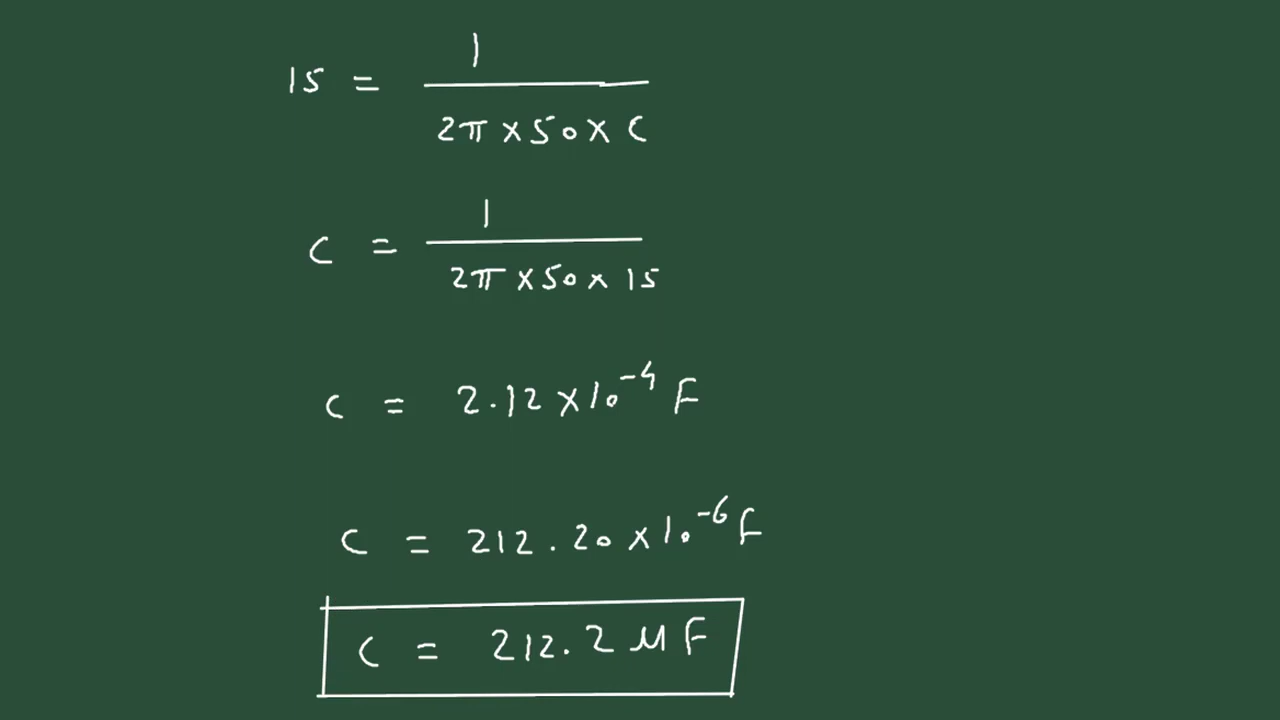 15 = 1 / 2π × 50 × C
C = 1 / 2π × 50 × 15
C = 2.12 × 10⁻⁴ F
C = 212.20 × 10⁻⁶ F
C = 212.2 μF